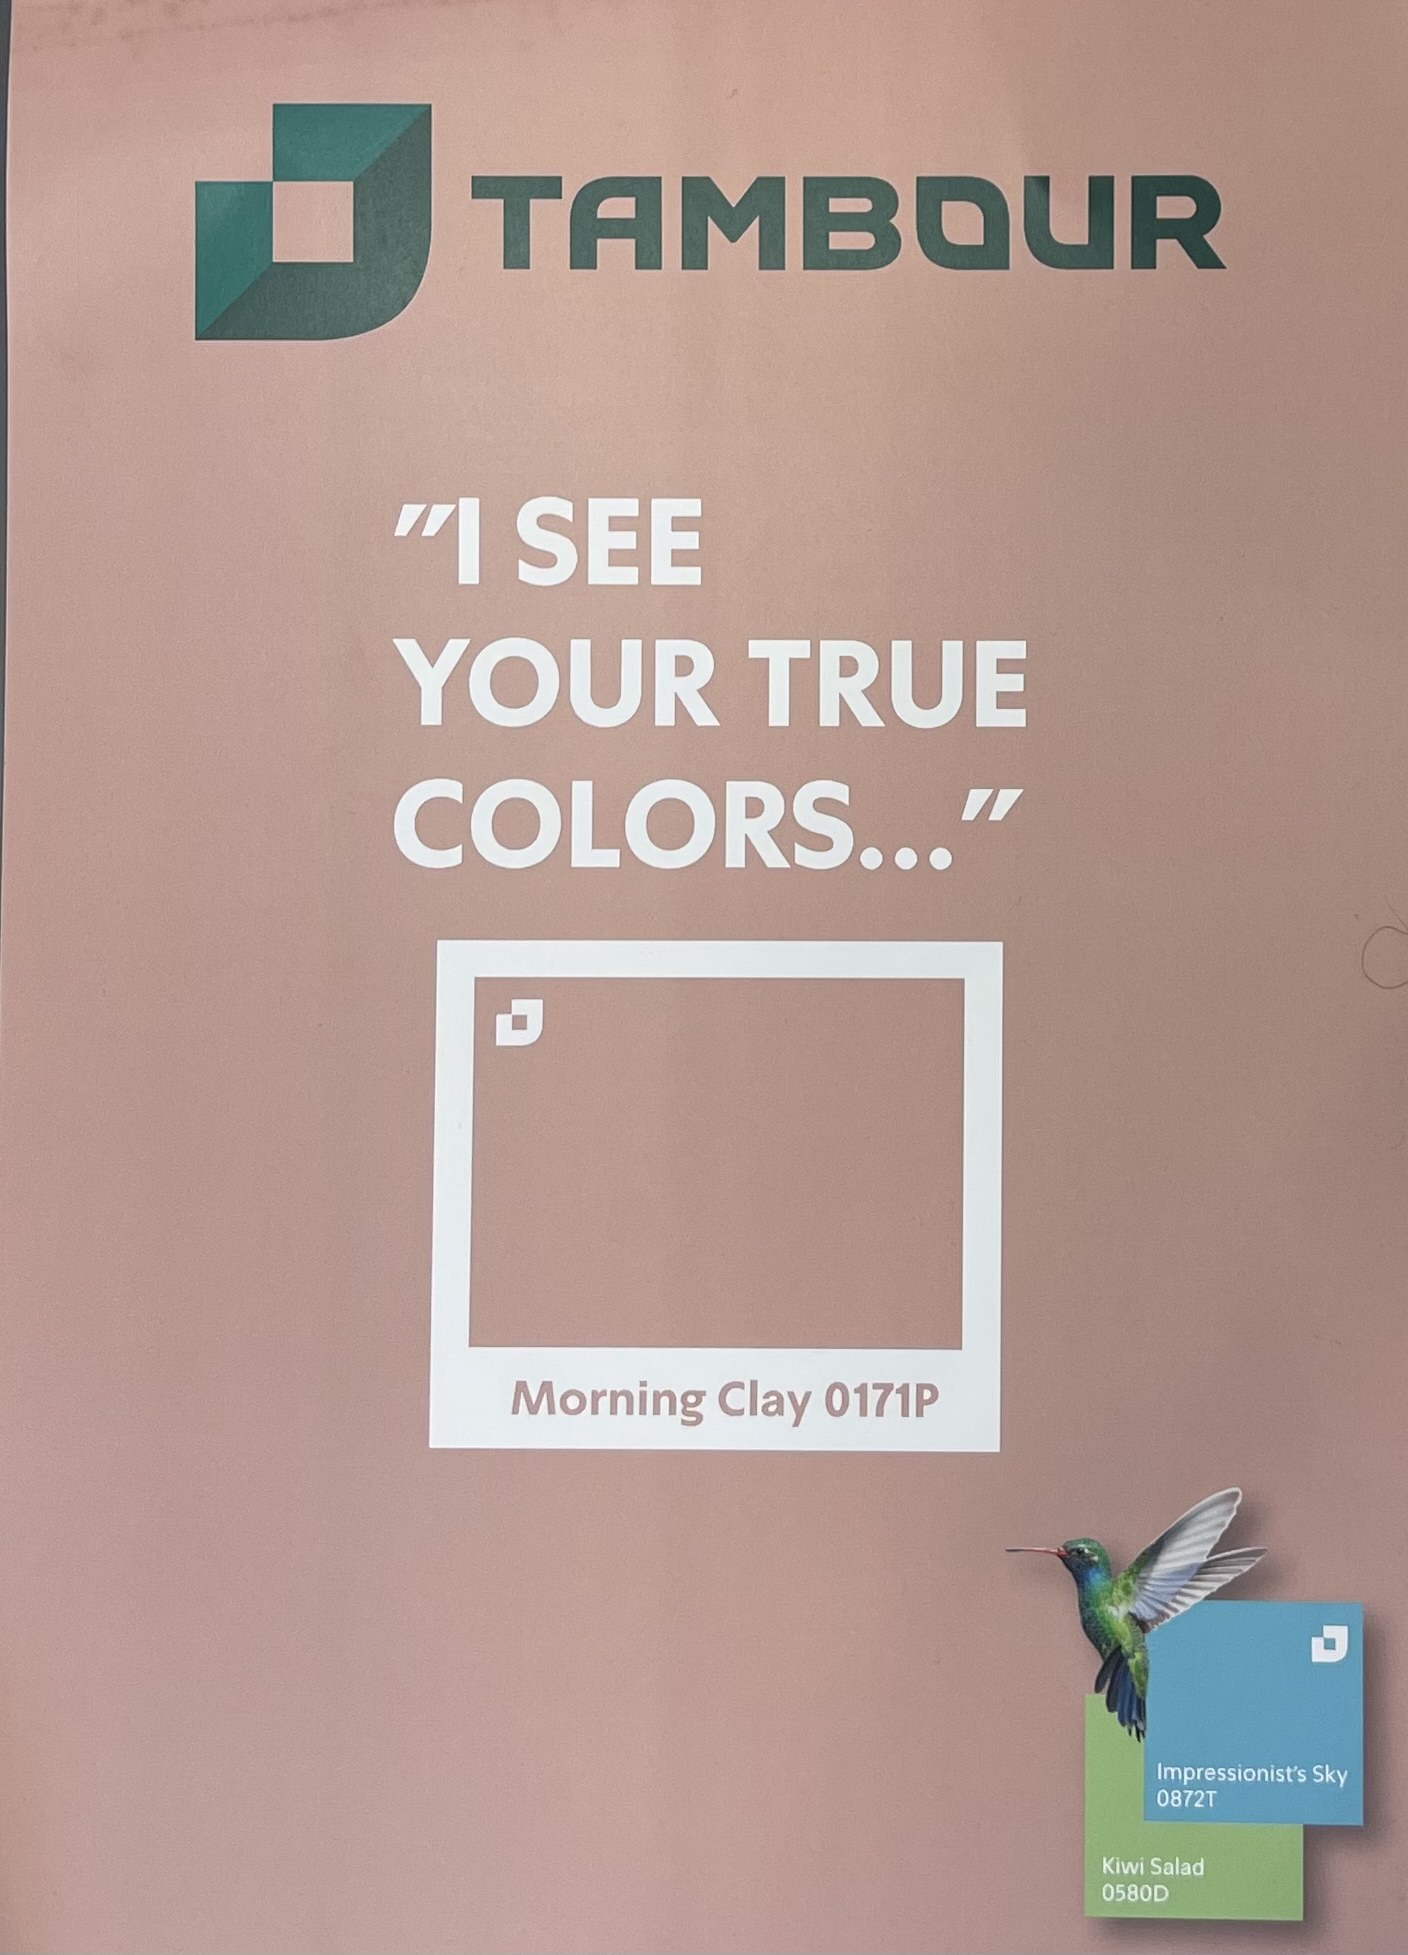 TAMBOUR
"I SEE
YOUR TRUE
COLORS..."
Morning Clay 0171P
Impressionist's Sky
0872T
Kiwi Salad
0580D